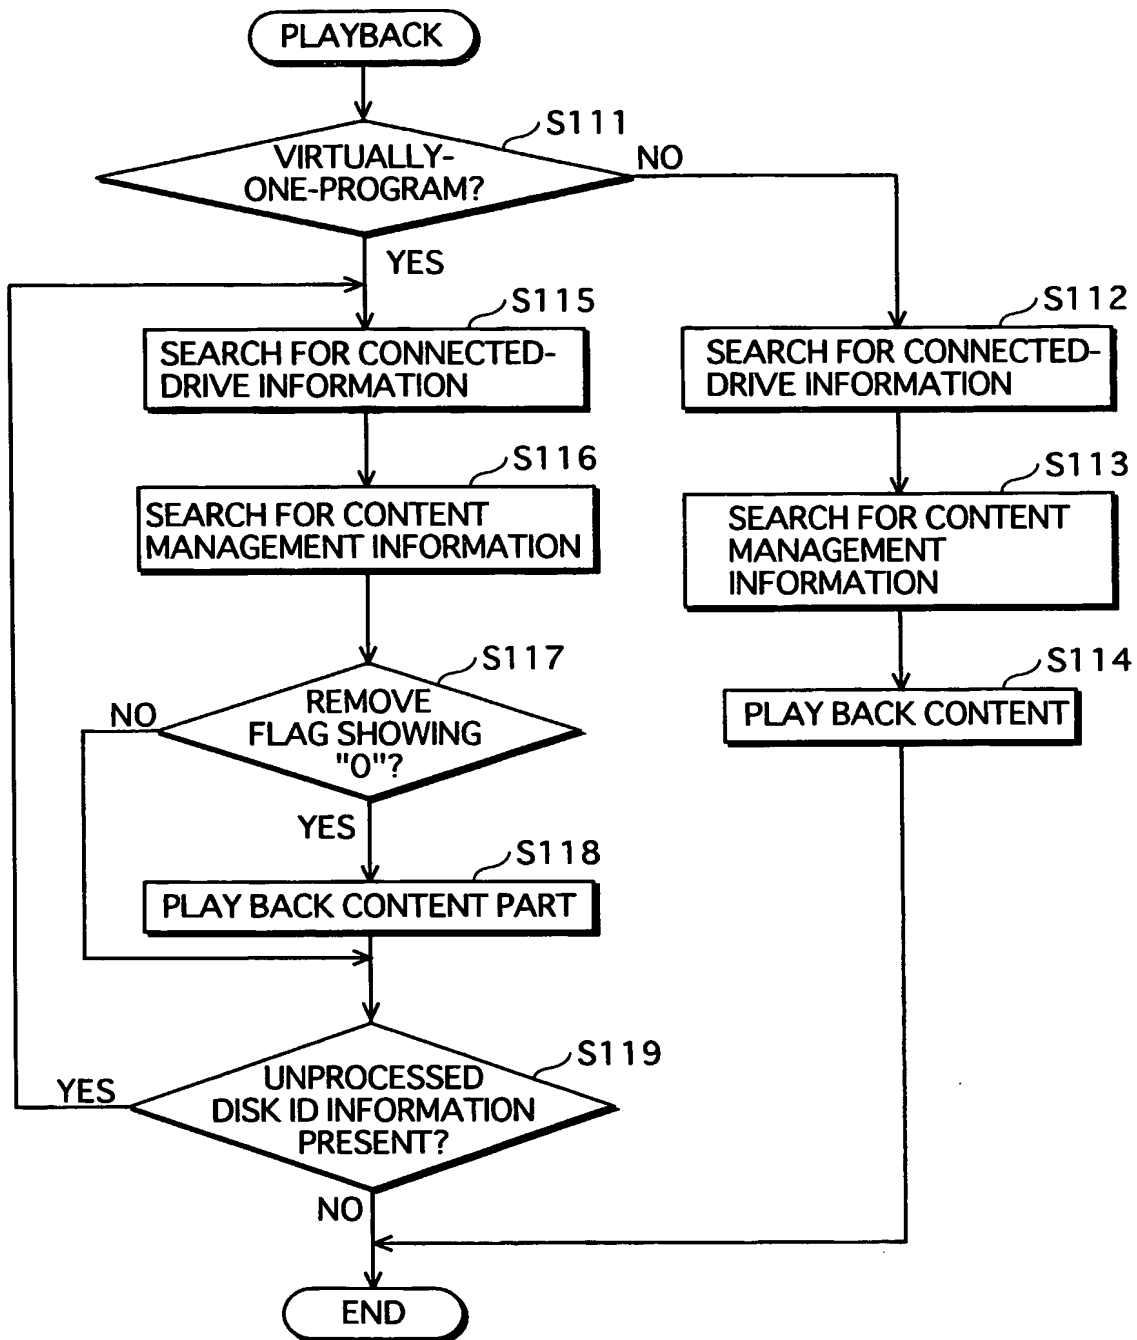 PLAYBACK
S111
VIRTUALLY-
ONE-PROGRAM?
NO
YES
S115
SEARCH FOR CONNECTED-
DRIVE INFORMATION
S112
SEARCH FOR CONNECTED-
DRIVE INFORMATION
S116
SEARCH FOR CONTENT
MANAGEMENT INFORMATION
S113
SEARCH FOR CONTENT
MANAGEMENT
INFORMATION
S117
REMOVE
FLAG SHOWING
"0"?
NO
YES
S114
PLAY BACK CONTENT
S118
PLAY BACK CONTENT PART
S119
UNPROCESSED
DISK ID INFORMATION
PRESENT?
YES
NO
END